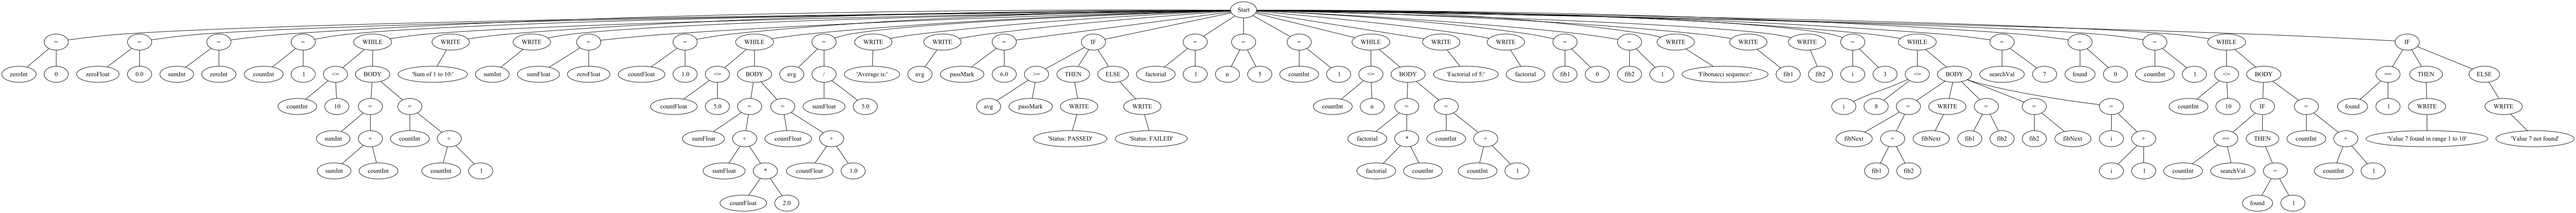 Start
= = = = WHILE WRITE WRITE = = WHILE = WRITE WRITE = IF = = = WHILE WRITE WRITE = = WRITE WRITE WRITE = WHILE = = = WHILE IF
zeroInt 0 zeroFloat 0.0 sumInt zeroInt countInt 1 <= BODY 'Sum of 1 to 10:' sumInt sumFloat zeroFloat countFloat 1.0 <= BODY avg / 'Average is:' avg passMark 6.0 >= THEN ELSE factorial 1 n 5 countInt 1 <= BODY 'Factorial of 5:' factorial fib1 0 fib2 1 'Fibonacci sequence:' fib1 fib2 i 3 <= BODY searchVal 7 found 0 countInt 1 <= BODY == THEN ELSE
countInt 10 = = countFloat 5.0 = = sumFloat 5.0 avg passMark WRITE WRITE countInt n = = i 8 = WRITE = = = countInt 10 IF = found 1 WRITE WRITE
sumInt + countInt + sumFloat + countFloat + 'Status: PASSED' 'Status: FAILED' factorial * countInt + fibNext + fibNext fib1 fib2 fib2 fibNext i + == THEN countInt + 'Value 7 found in range 1 to 10' 'Value 7 not found'
sumInt countInt countInt 1 sumFloat * countFloat 1.0 factorial countInt countInt 1 fib1 fib2 i 1 countInt searchVal = countInt 1
countFloat 2.0 found 1